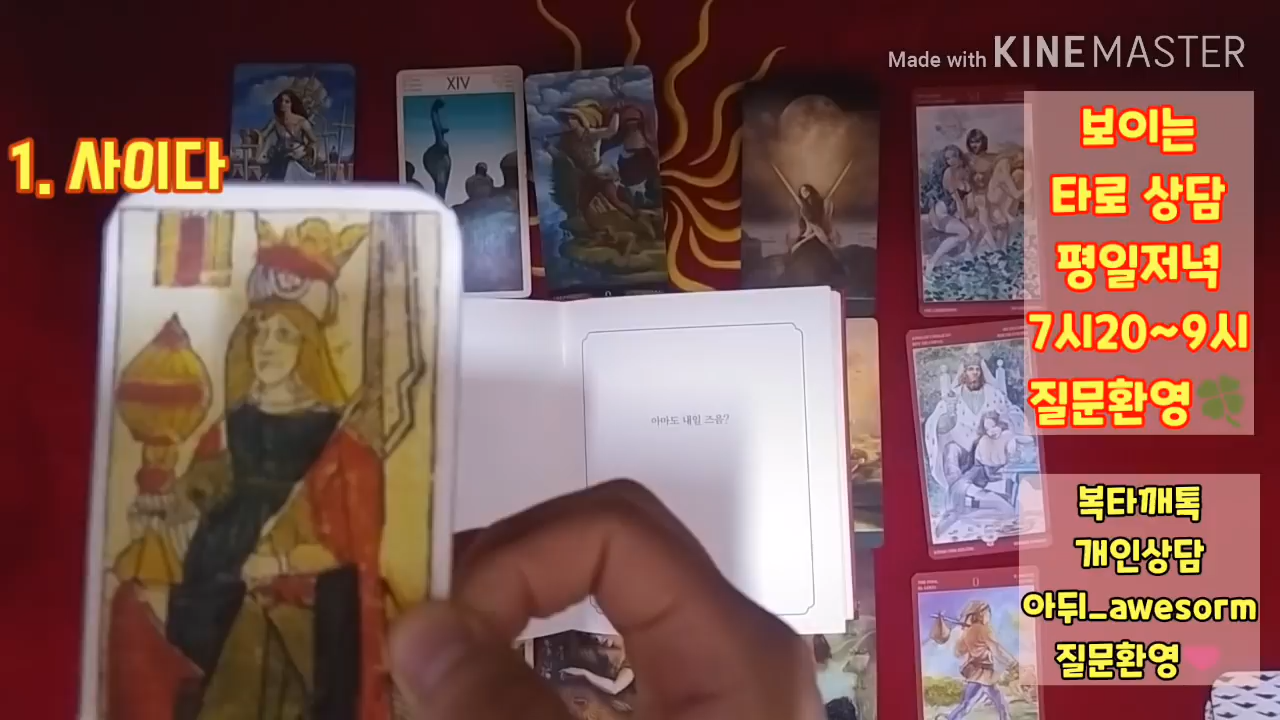 Made with KINEMASTER
XIV
1. 사이다
보이는
타로 상담
평일저녁
7시20~9시
질문환영
아마도 내일 즈음?
복타깨톡
개인상담
아뒤_awesorm
질문환영
0